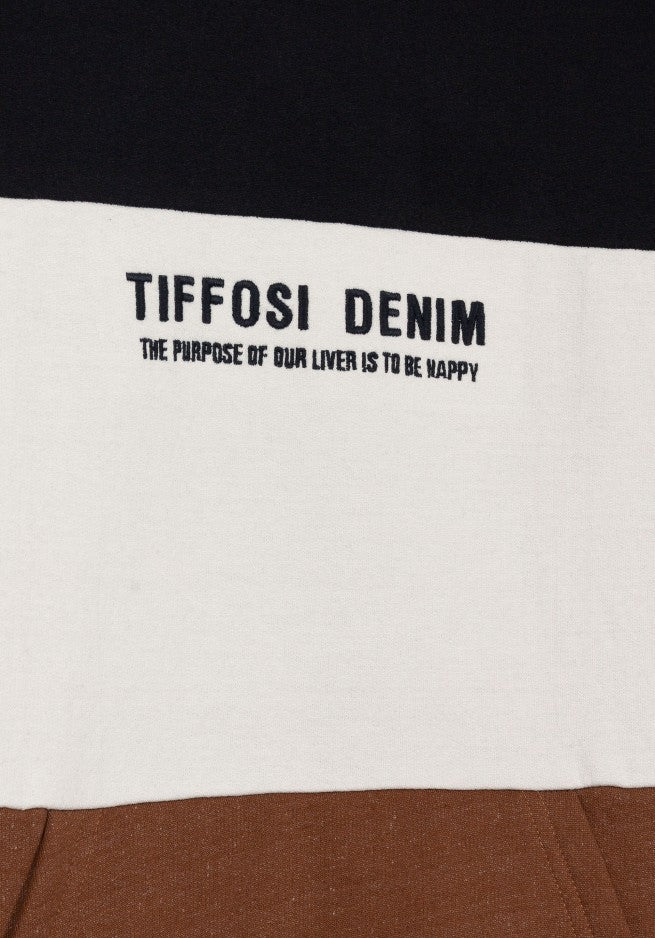 TIFFOSI DENIM
THE PURPOSE OF OUR LIVER IS TO BE HAPPY